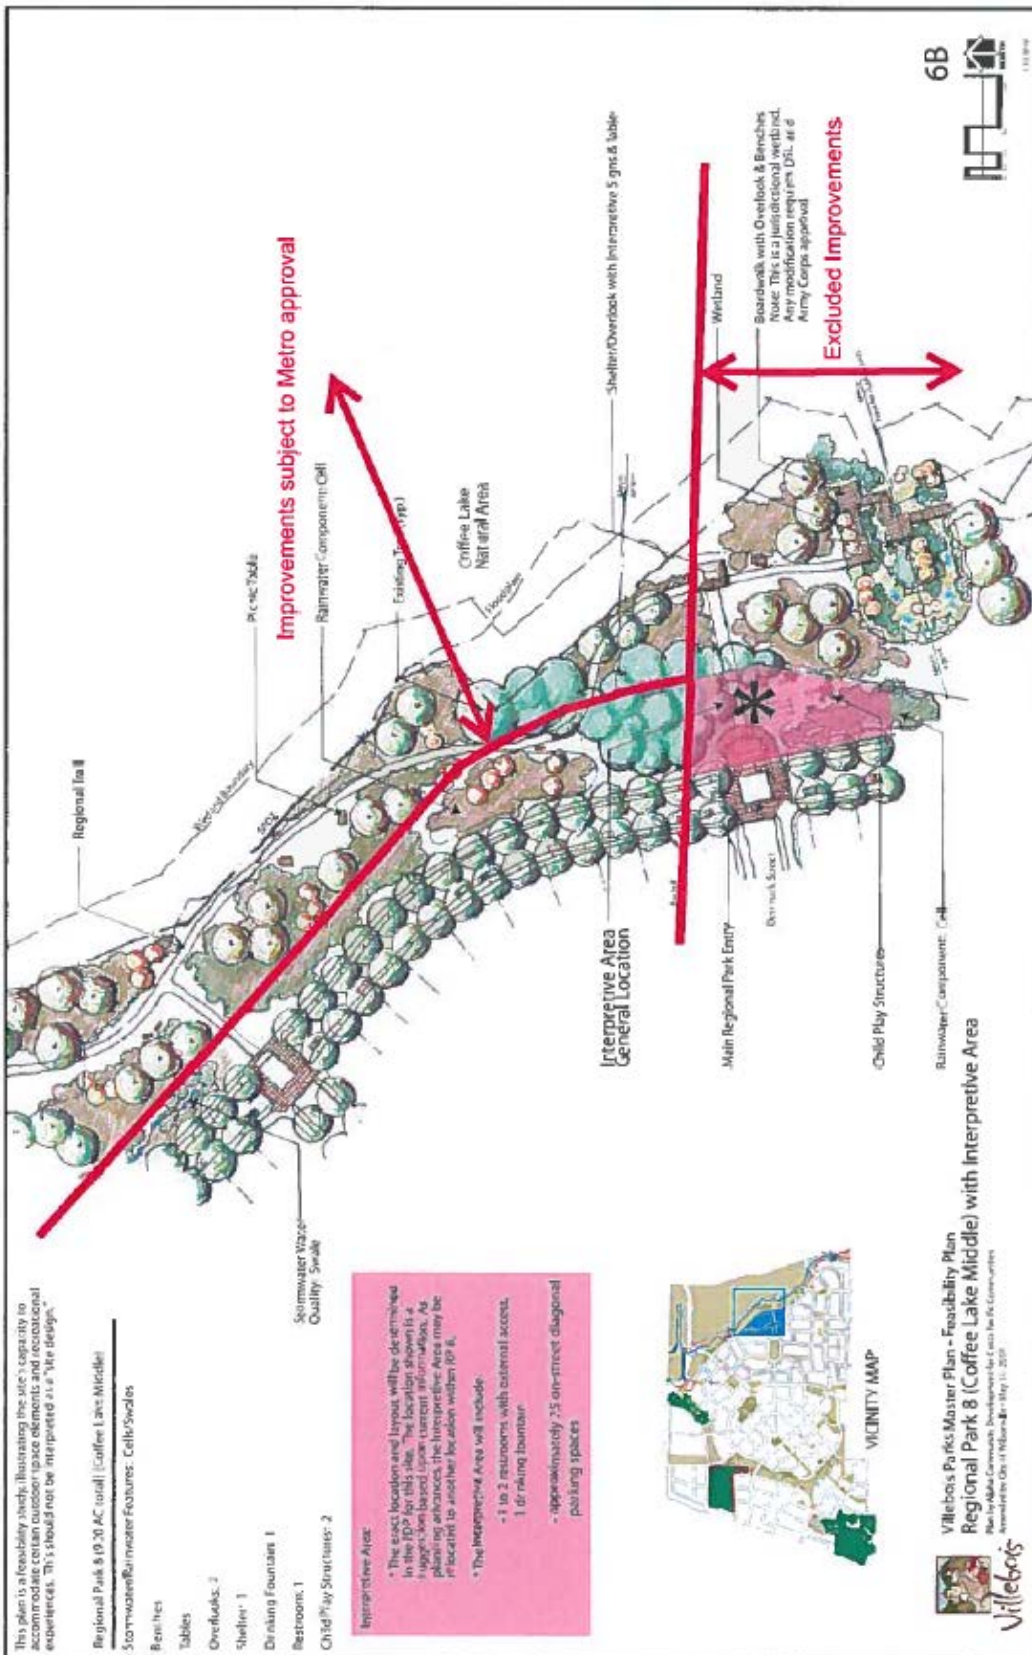 This plan is a feasibility study, illustrating the site's capacity to
accommodate certain outdoor space elements and recreational
experiences. This should not be interpreted as a "site design."
Regional Park 8 (9.20 AC total) (Coffee Lake Middle)
Stormwater/Rainwater Features: Cells/Swales
Benches
Tables
Overlooks: 2
Shelter: 1
Drinking Fountain: 1
Restroom: 1
Child Play Structures: 2
Interpretive Area:
* The exact location and layout will be determined
in the PDP for this site. The location shown is a
suggestion based upon current information. As
planning advances, the Interpretive Area may be
relocated to another location within RP 8.
* The Interpretive Area will include:
- 1 to 2 restrooms with external access,
1 drinking fountain
- approximately 25 on-street diagonal
parking spaces
Stormwater Water
Quality: Swale
Regional Trail
Wetland Boundary
Picnic Table
Rainwater Component: Cell
Existing Trees (typ.)
Improvements subject to Metro approval
Coffee Lake
Natural Area
Floodplain
Shelter/Overlook with Interpretive Signs & Table
Wetland
Boardwalk with Overlook & Benches
Note: This is a jurisdictional wetland.
Any modification requires DSL and
Army Corps approval
Excluded Improvements
Interpretive Area
General Location
*
Main Regional Park Entry
Child Play Structures
Rainwater Component: Cell
VICINITY MAP
Villebois
Villebois Parks Master Plan - Feasibility Plan
Regional Park 8 (Coffee Lake Middle) with Interpretive Area
6B